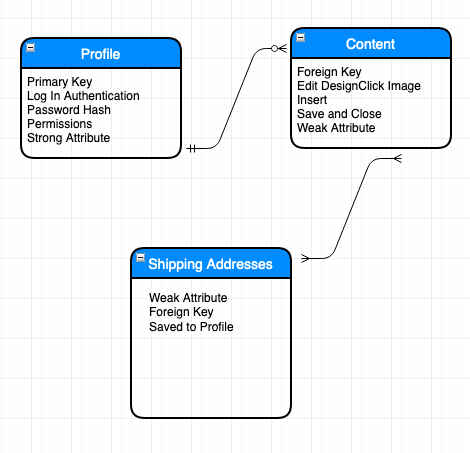 Profile
Primary Key
Log In Authentication
Password Hash
Permissions
Strong Attribute
Content
Foreign Key
Edit DesignClick Image
Insert
Save and Close
Weak Attribute
Shipping Addresses
Weak Attribute
Foreign Key
Saved to Profile